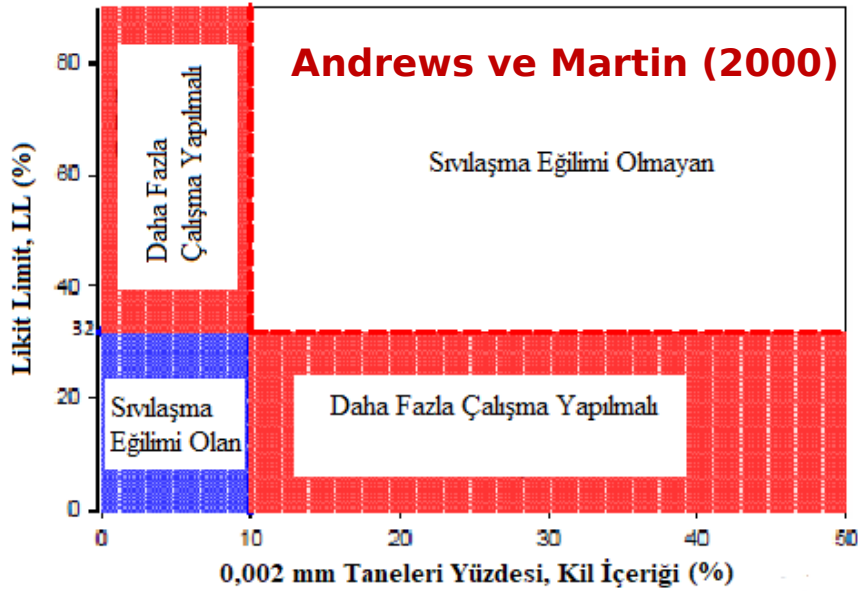 Andrews ve Martin (2000)
Likit Limit, LL (%)
80
60
40
32
20
0
Daha Fazla
Çalışma Yapılmalı
Sıvılaşma Eğilimi Olmayan
Sıvılaşma
Eğilimi Olan
Daha Fazla Çalışma Yapılmalı
0
10
20
30
40
50
0,002 mm Taneleri Yüzdesi, Kil İçeriği (%)